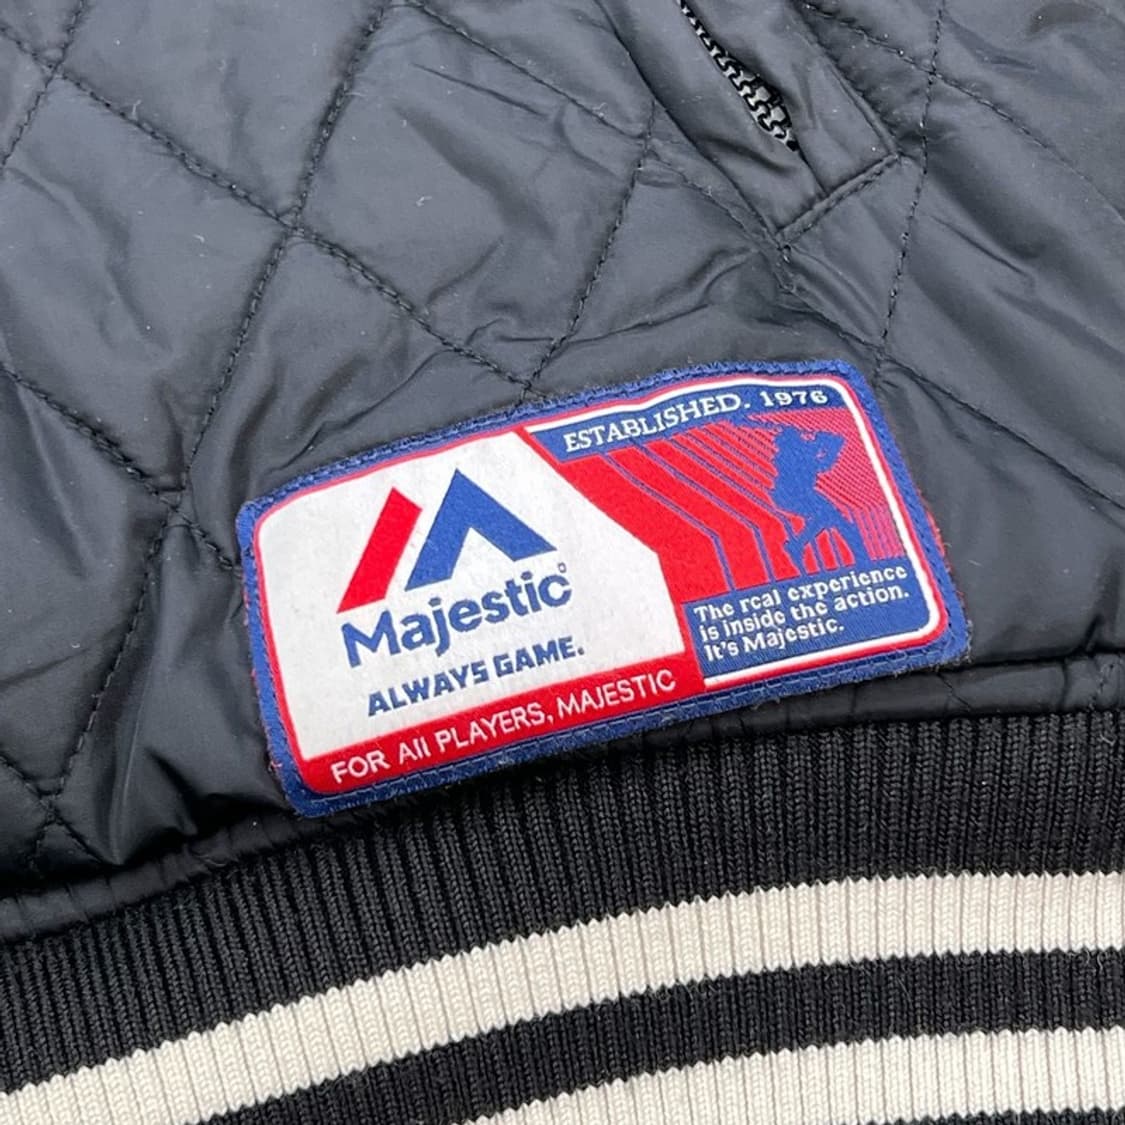 ESTABLISHED. 1976
Majestic
ALWAYS GAME.
FOR All PLAYERS, MAJESTIC
The real experience
is inside the action.
It's Majestic.